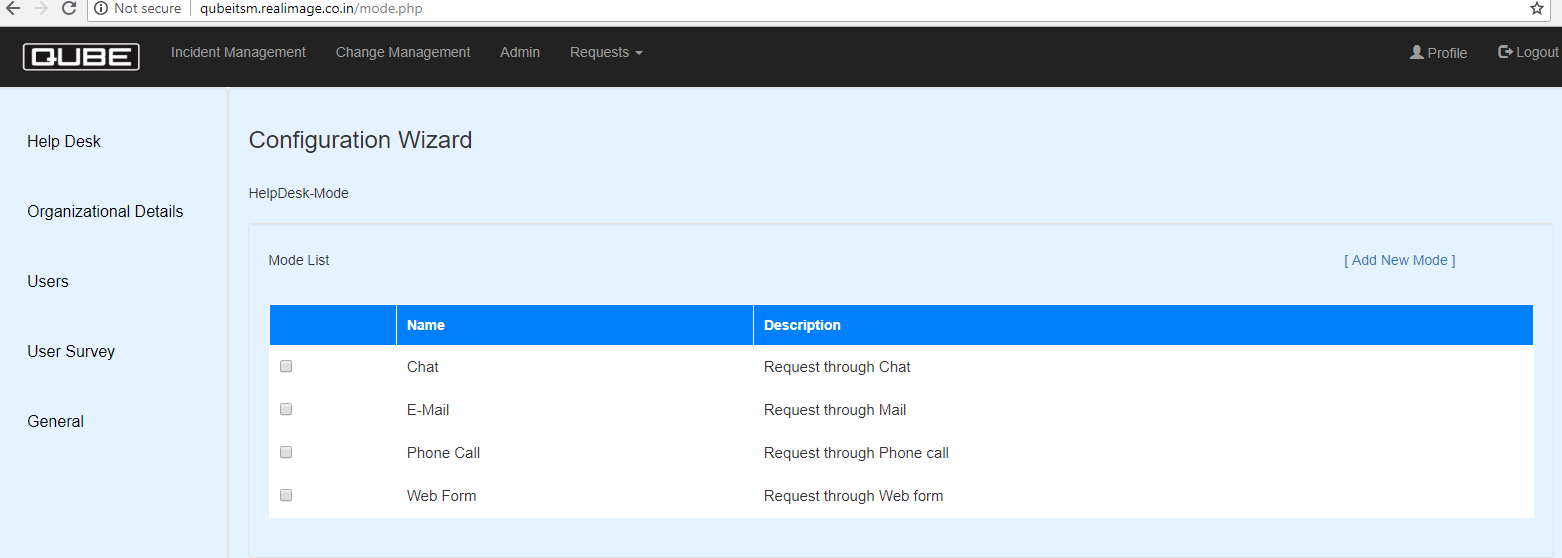 Not secure qubeitsm.realimage.co.in/mode.php
QUBE Incident Management Change Management Admin Requests Profile Logout
Help Desk
Organizational Details
Users
User Survey
General
Configuration Wizard
HelpDesk-Mode
Mode List [ Add New Mode ]
Name Description
Chat Request through Chat
E-Mail Request through Mail
Phone Call Request through Phone call
Web Form Request through Web form